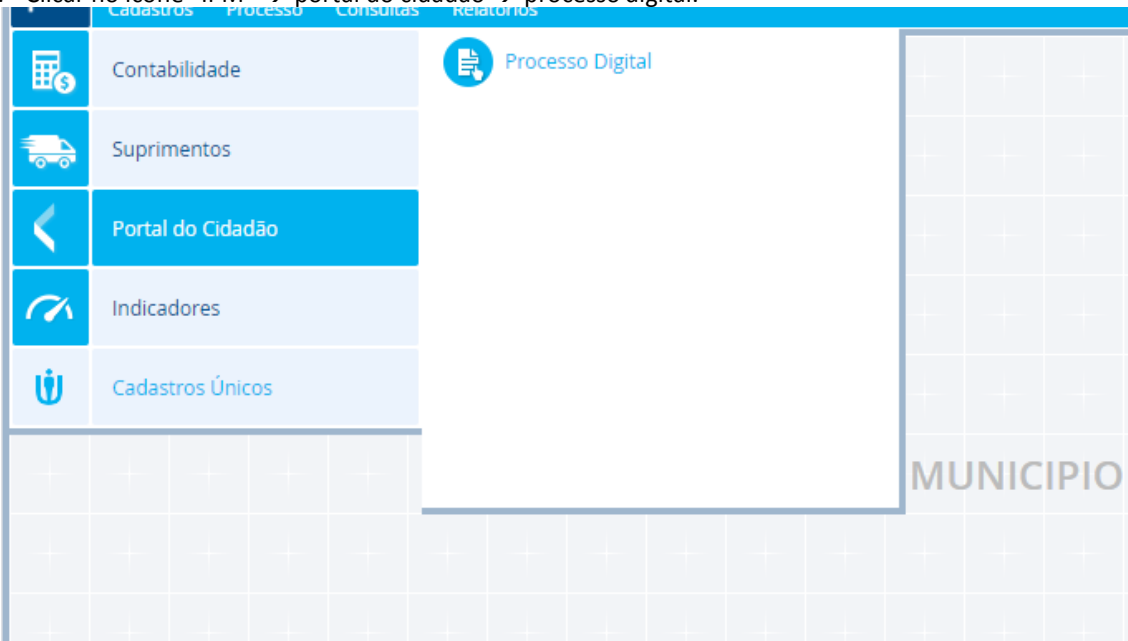 Cadastros Processo Consultas Relatórios
Contabilidade
Processo Digital
Suprimentos
Portal do Cidadão
Indicadores
Cadastros Únicos
MUNICIPIO